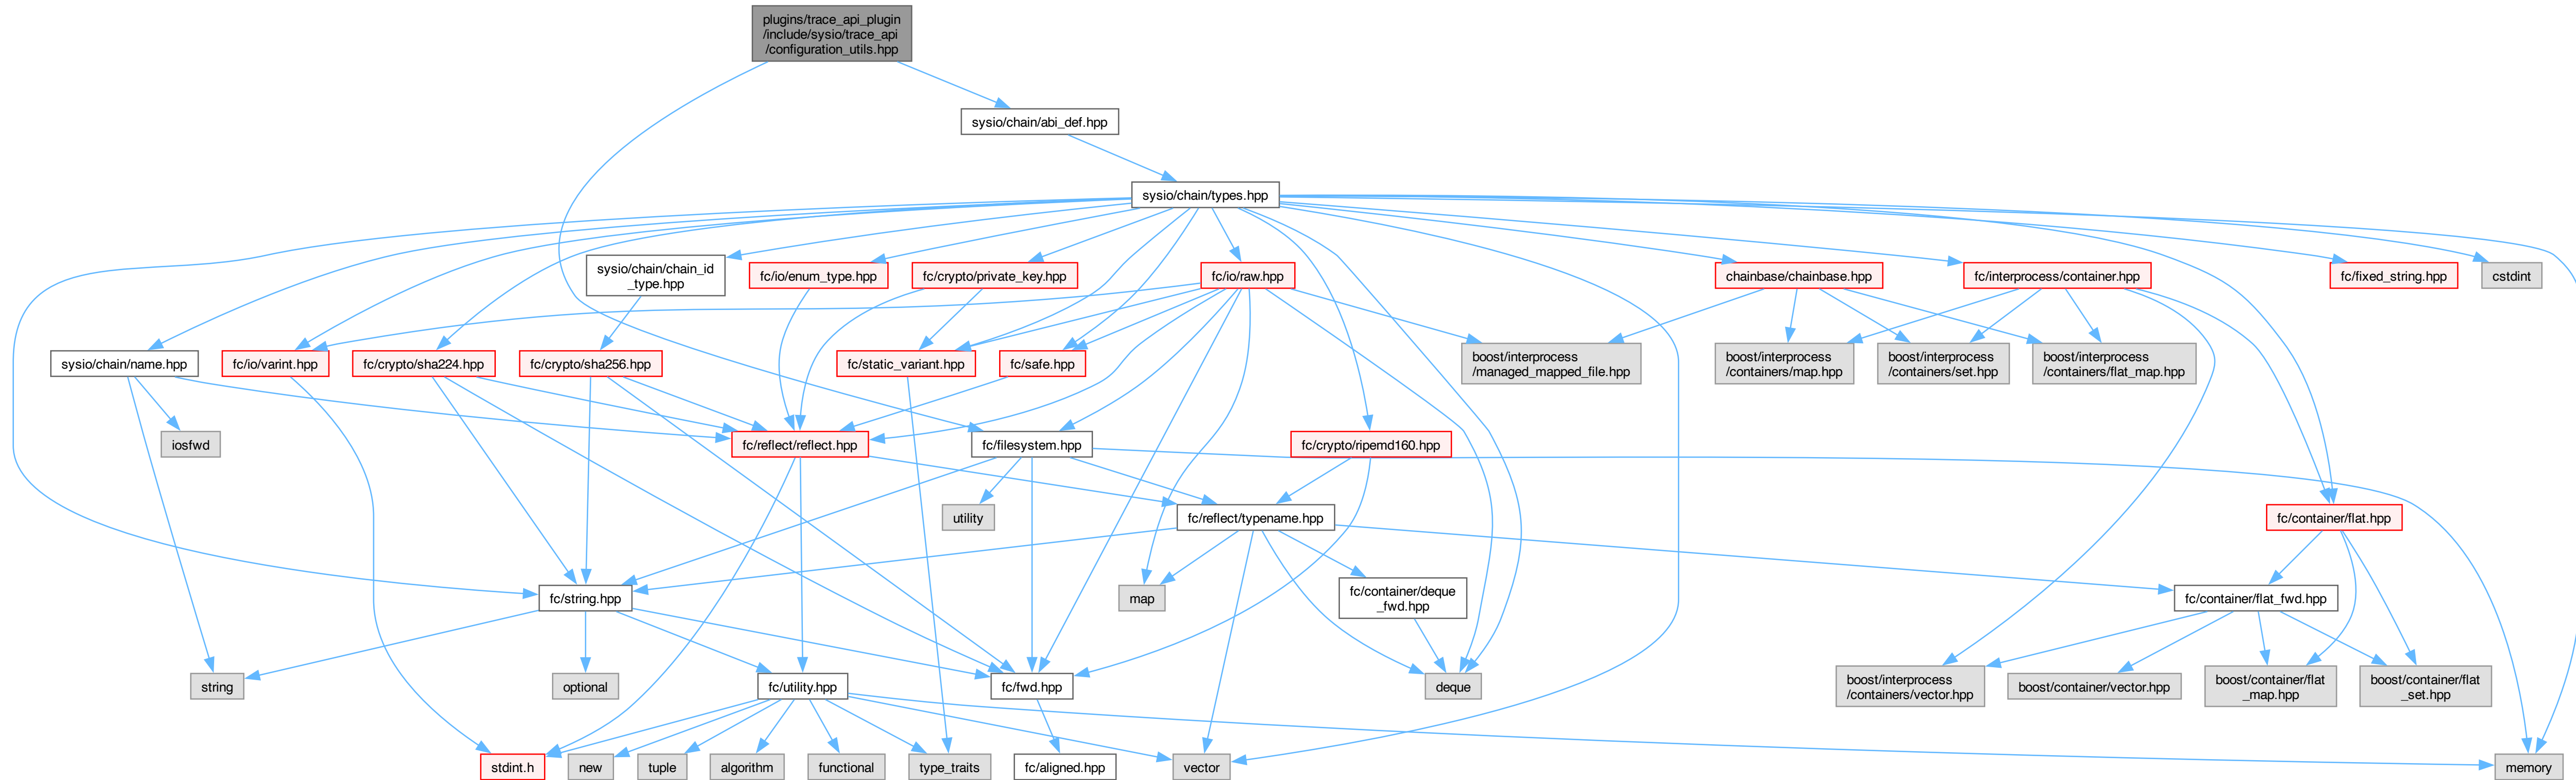 plugins/trace_api_plugin
/include/sysio/trace_api
/configuration_utils.hpp
sysio/chain/abi_def.hpp
sysio/chain/types.hpp
sysio/chain/chain_id
_type.hpp
fc/io/enum_type.hpp
fc/crypto/private_key.hpp
fc/io/raw.hpp
chainbase/chainbase.hpp
fc/interprocess/container.hpp
fc/fixed_string.hpp
cstdint
sysio/chain/name.hpp
fc/io/varint.hpp
fc/crypto/sha224.hpp
fc/crypto/sha256.hpp
fc/static_variant.hpp
fc/safe.hpp
boost/interprocess
/managed_mapped_file.hpp
boost/interprocess
/containers/map.hpp
boost/interprocess
/containers/set.hpp
boost/interprocess
/containers/flat_map.hpp
iosfwd
fc/reflect/reflect.hpp
fc/filesystem.hpp
fc/crypto/ripemd160.hpp
utility
fc/reflect/typename.hpp
fc/container/flat.hpp
fc/string.hpp
map
fc/container/deque
_fwd.hpp
fc/container/flat_fwd.hpp
string
optional
fc/utility.hpp
fc/fwd.hpp
deque
boost/interprocess
/containers/vector.hpp
boost/container/vector.hpp
boost/container/flat
_map.hpp
boost/container/flat
_set.hpp
stdint.h
new
tuple
algorithm
functional
type_traits
fc/aligned.hpp
vector
memory